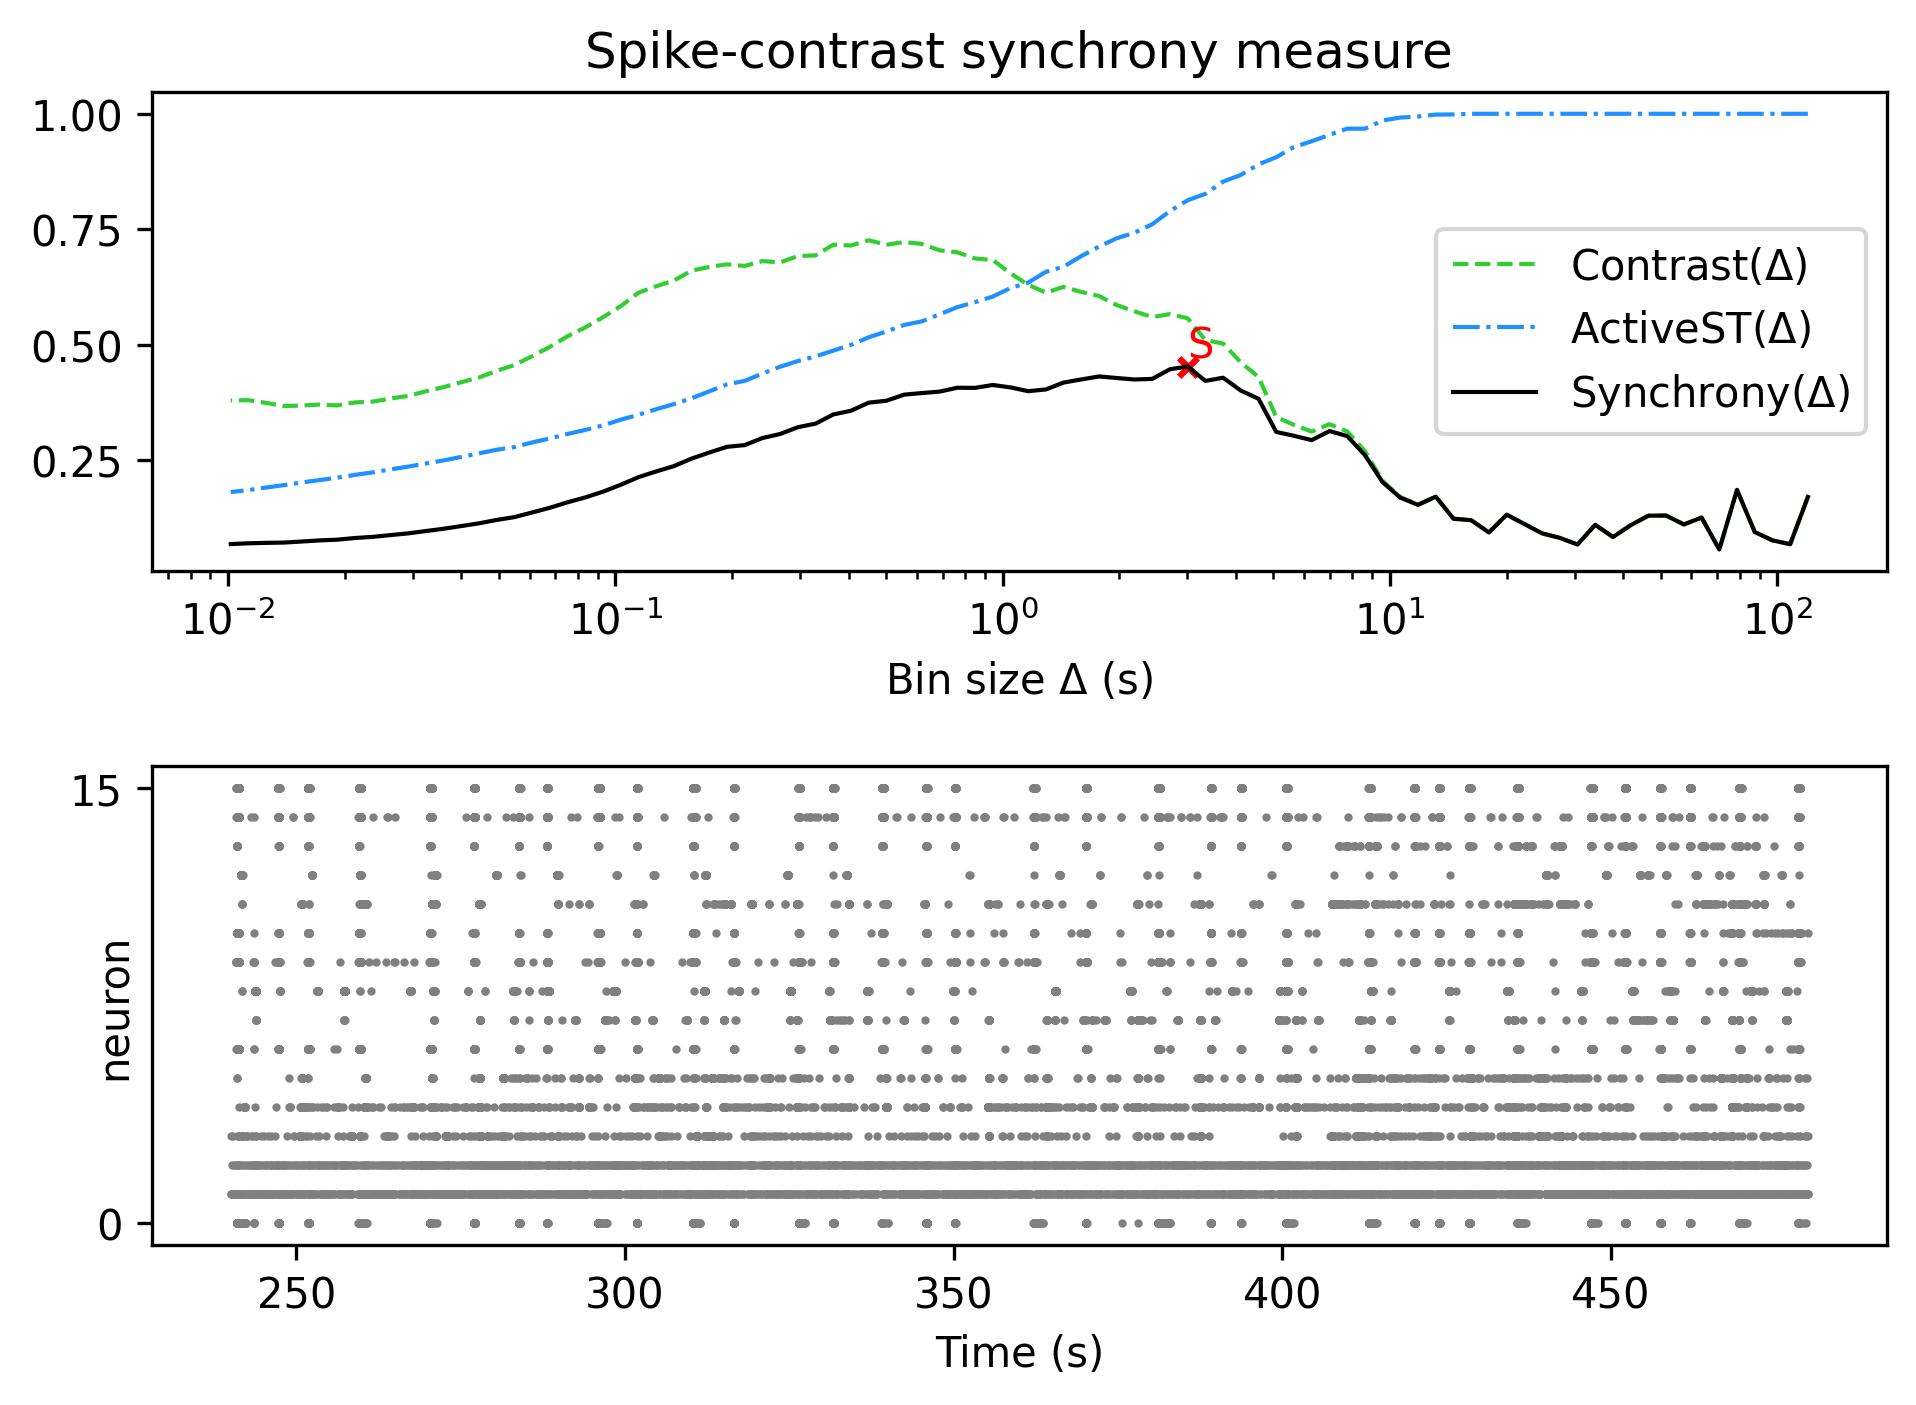 Spike-contrast synchrony measure
1.00
0.75
0.50
0.25
S
Contrast(Δ)
ActiveST(Δ)
Synchrony(Δ)
10⁻² 10⁻¹ 10⁰ 10¹ 10²
Bin size Δ (s)
15
neuron
0
250 300 350 400 450
Time (s)